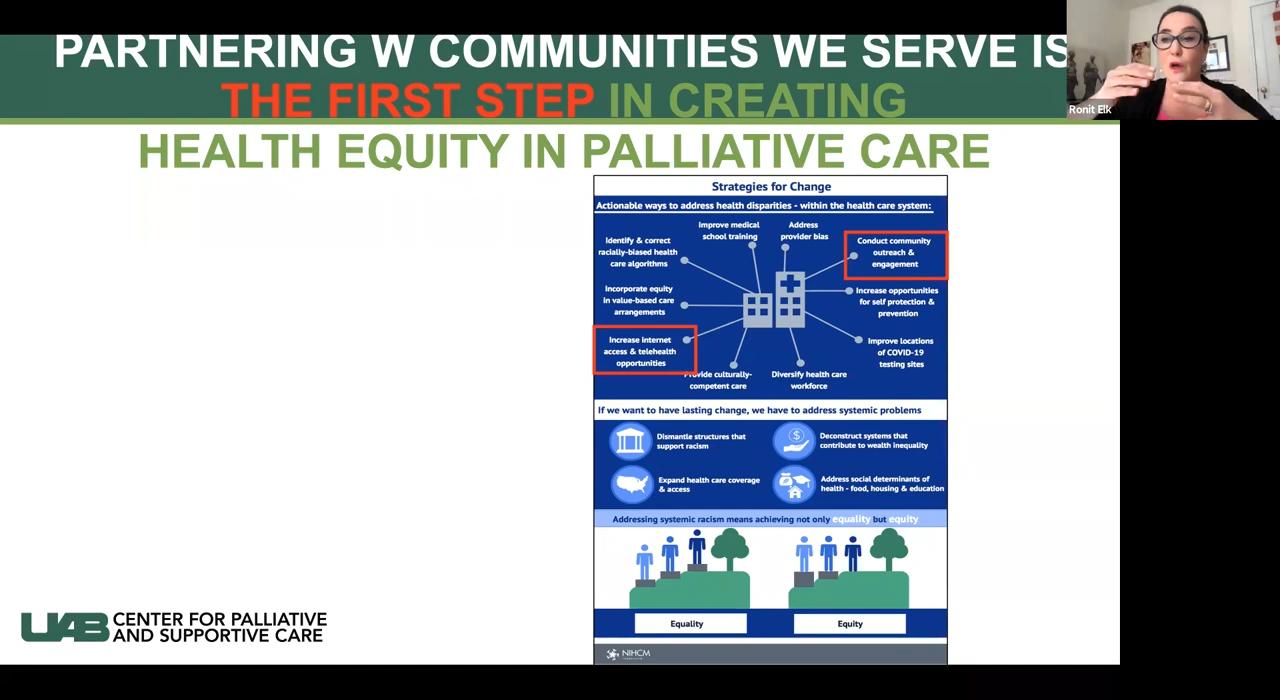 PARTNERING W COMMUNITIES WE SERVE IS
THE FIRST STEP IN CREATING
HEALTH EQUITY IN PALLIATIVE CARE
Ronit Elk
Strategies for Change
Actionable ways to address health disparities - within the health care system:
Improve medical
school training
Address
provider bias
Identify & correct
racially-biased health
care algorithms
Conduct community
outreach &
engagement
Incorporate equity
in value-based care
arrangements
Increase opportunities
for self protection &
prevention
Increase internet
access & telehealth
opportunities
Improve locations
of COVID-19
testing sites
Provide culturally-
competent care
Diversify health care
workforce
If we want to have lasting change, we have to address systemic problems
Dismantle structures that
support racism
Deconstruct systems that
contribute to wealth inequality
Expand health care coverage
& access
Address social determinants of
health - food, housing & education
Addressing systemic racism means achieving not only equality but equity
Equality
Equity
NIHCM
UAB CENTER FOR PALLIATIVE
AND SUPPORTIVE CARE